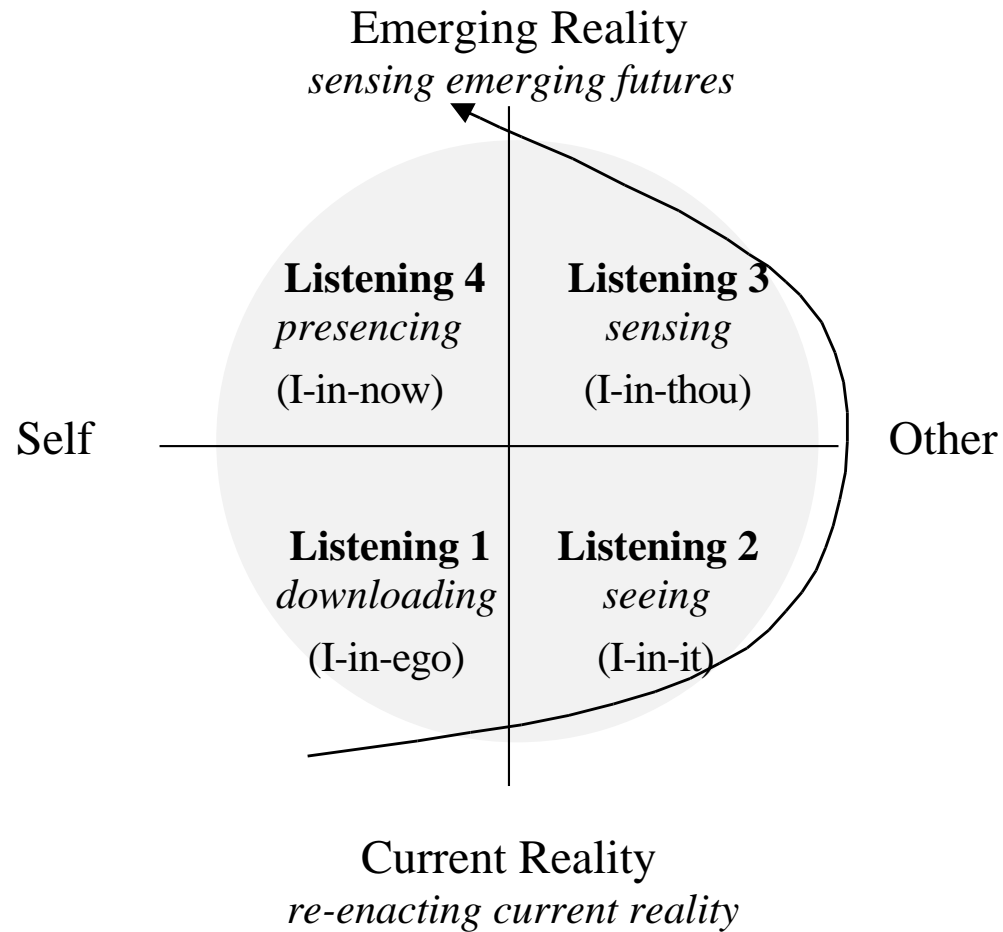 Emerging Reality
sensing emerging futures
Listening 4
presencing
(I-in-now)
Listening 3
sensing
(I-in-thou)
Self
Other
Listening 1
downloading
(I-in-ego)
Listening 2
seeing
(I-in-it)
Current Reality
re-enacting current reality